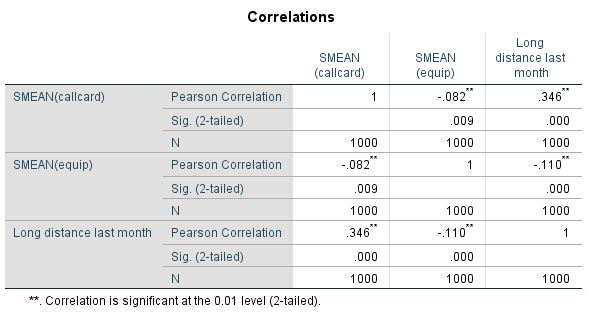 Correlations
SMEAN (callcard) SMEAN (equip) Long distance last month
SMEAN(callcard) Pearson Correlation 1 -.082** .346**
Sig. (2-tailed) .009 .000
N 1000 1000 1000
SMEAN(equip) Pearson Correlation -.082** 1 -.110**
Sig. (2-tailed) .009 .000
N 1000 1000 1000
Long distance last month Pearson Correlation .346** -.110** 1
Sig. (2-tailed) .000 .000
N 1000 1000 1000
**. Correlation is significant at the 0.01 level (2-tailed).